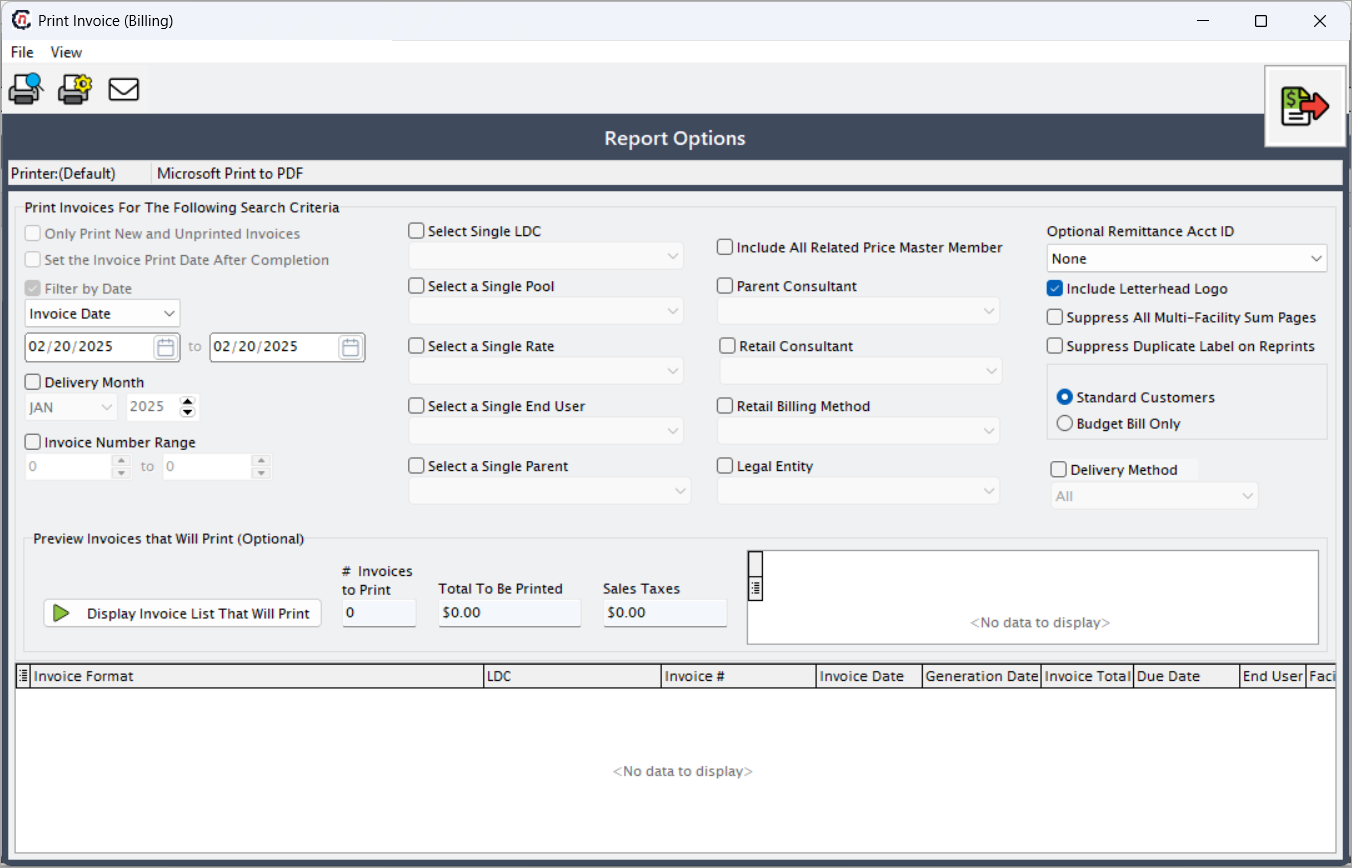 Print Invoice (Billing)
File View
Report Options
Printer:(Default) Microsoft Print to PDF
Print Invoices For The Following Search Criteria
Only Print New and Unprinted Invoices
Set the Invoice Print Date After Completion
Filter by Date
Invoice Date
02/20/2025 to 02/20/2025
Delivery Month
JAN 2025
Invoice Number Range
0 to 0
Select Single LDC
Select a Single Pool
Select a Single Rate
Select a Single End User
Select a Single Parent
Include All Related Price Master Member
Parent Consultant
Retail Consultant
Retail Billing Method
Legal Entity
Optional Remittance Acct ID
None
Include Letterhead Logo
Suppress All Multi-Facility Sum Pages
Suppress Duplicate Label on Reprints
Standard Customers
Budget Bill Only
Delivery Method
All
Preview Invoices that Will Print (Optional)
Display Invoice List That Will Print
# Invoices
to Print
0
Total To Be Printed
$0.00
Sales Taxes
$0.00
<No data to display>
Invoice Format LDC Invoice # Invoice Date Generation Date Invoice Total Due Date End User Faci
<No data to display>